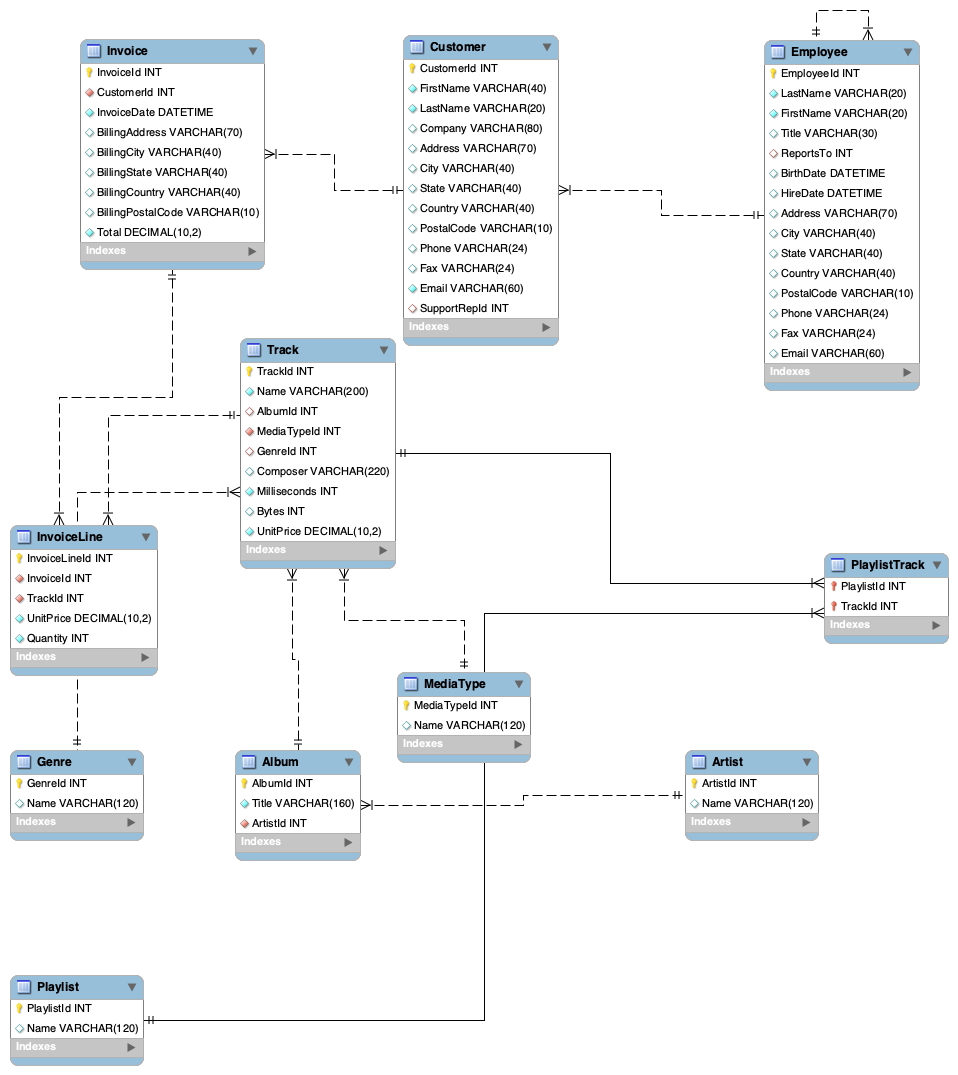 Invoice
InvoiceId INT
CustomerId INT
InvoiceDate DATETIME
BillingAddress VARCHAR(70)
BillingCity VARCHAR(40)
BillingState VARCHAR(40)
BillingCountry VARCHAR(40)
BillingPostalCode VARCHAR(10)
Total DECIMAL(10,2)
Indexes
Customer
CustomerId INT
FirstName VARCHAR(40)
LastName VARCHAR(20)
Company VARCHAR(80)
Address VARCHAR(70)
City VARCHAR(40)
State VARCHAR(40)
Country VARCHAR(40)
PostalCode VARCHAR(10)
Phone VARCHAR(24)
Fax VARCHAR(24)
Email VARCHAR(60)
SupportRepId INT
Indexes
Employee
EmployeeId INT
LastName VARCHAR(20)
FirstName VARCHAR(20)
Title VARCHAR(30)
ReportsTo INT
BirthDate DATETIME
HireDate DATETIME
Address VARCHAR(70)
City VARCHAR(40)
State VARCHAR(40)
Country VARCHAR(40)
PostalCode VARCHAR(10)
Phone VARCHAR(24)
Fax VARCHAR(24)
Email VARCHAR(60)
Indexes
Track
TrackId INT
Name VARCHAR(200)
AlbumId INT
MediaTypeId INT
GenreId INT
Composer VARCHAR(220)
Milliseconds INT
Bytes INT
UnitPrice DECIMAL(10,2)
Indexes
InvoiceLine
InvoiceLineId INT
InvoiceId INT
TrackId INT
UnitPrice DECIMAL(10,2)
Quantity INT
Indexes
PlaylistTrack
PlaylistId INT
TrackId INT
Indexes
MediaType
MediaTypeId INT
Name VARCHAR(120)
Indexes
Genre
GenreId INT
Name VARCHAR(120)
Indexes
Album
AlbumId INT
Title VARCHAR(160)
ArtistId INT
Indexes
Artist
ArtistId INT
Name VARCHAR(120)
Indexes
Playlist
PlaylistId INT
Name VARCHAR(120)
Indexes